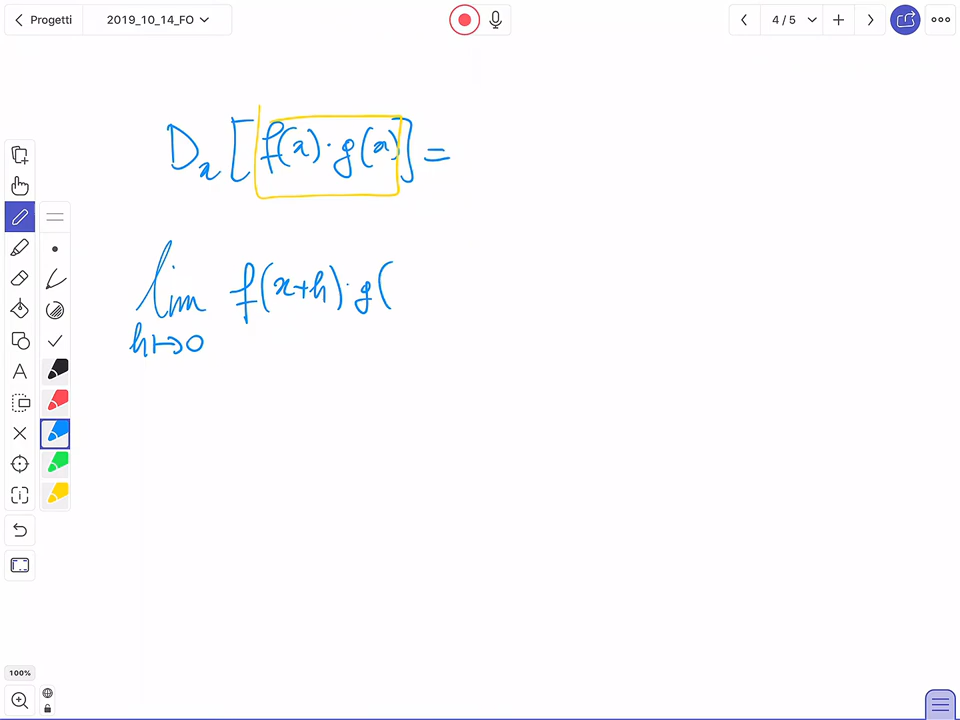 Progetti 2019_10_14_FO 4 / 5
Dₓ [f(x)·g(x)] =
lim f(x+h)·g(
h↦0
A
100%